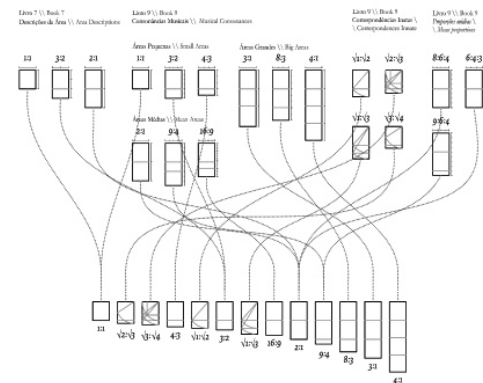 Livro 7 \\ Book 7
Descrições da Área \\ Area Descriptions
Livro 9 \\ Book 9
Consonâncias Musicais \\ Musical Consonances
Livro 9 \\ Book 9
Correspondências Inatas \
\ Correspondences Innate
Livro 9 \\ Book 9
Proporções médias \
\ Mean proportions
Áreas Pequenas \\ Small Areas
Áreas Grandes \\ Big Areas
1:1 3:2 2:1 1:1 3:2 4:3 3:1 8:3 4:1 √1:√2 √2:√3 8:6:4 6:4:3
Áreas Médias \\ Mean Areas
2:2 9:4 16:9 √1:√3 √3:√4 9:6:4
1:1 √2:√3 √3:√4 4:3 √1:√2 3:2 √1:√3 16:9 2:1 9:4 8:3 3:1 4:1